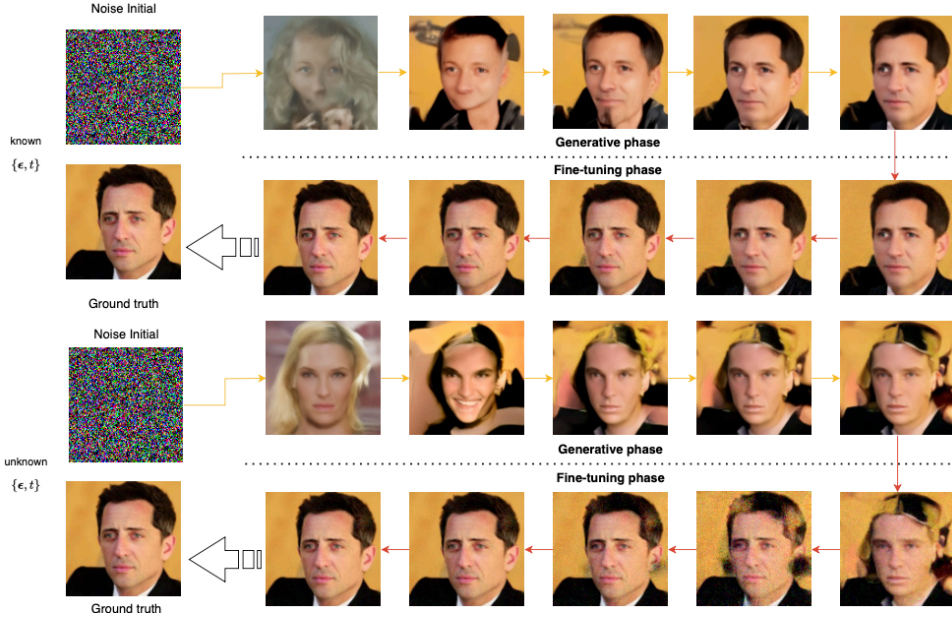 Noise Initial
known
{ϵ, t}
Generative phase
Fine-tuning phase
Ground truth
Noise Initial
unknown
{ϵ, t}
Generative phase
Fine-tuning phase
Ground truth